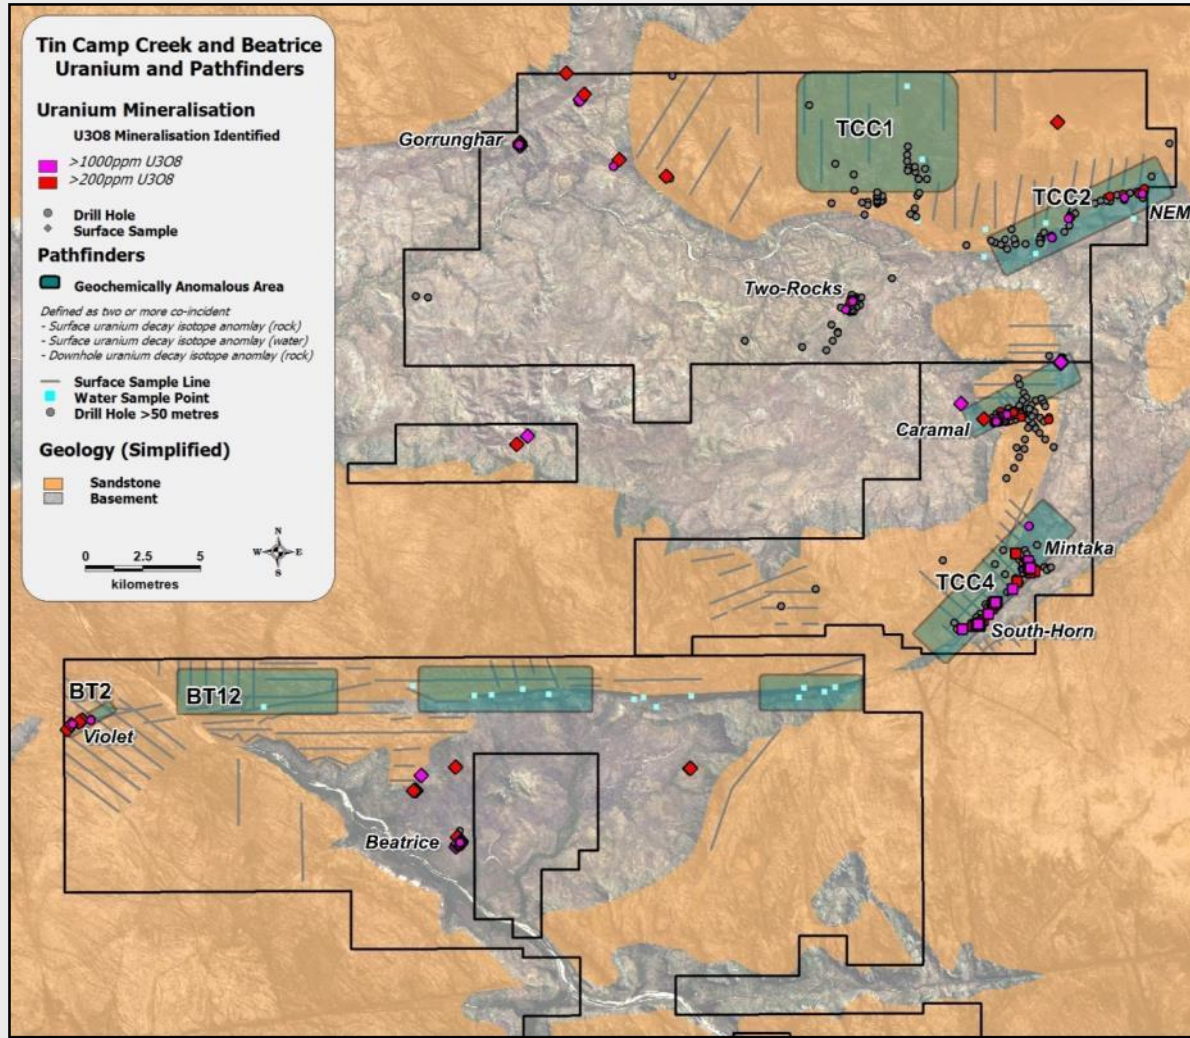 Tin Camp Creek and Beatrice
Uranium and Pathfinders
Uranium Mineralisation
U3O8 Mineralisation Identified
>1000ppm U3O8
>200ppm U3O8
Drill Hole
Surface Sample
Pathfinders
Geochemically Anomalous Area
Defined as two or more co-incident
- Surface uranium decay isotope anomlay (rock)
- Surface uranium decay isotope anomlay (water)
- Downhole uranium decay isotope anomlay (rock)
Surface Sample Line
Water Sample Point
Drill Hole >50 metres
Geology (Simplified)
Sandstone
Basement
N
W E
S
0 2.5 5
kilometres
Gorrunghar
TCC1
TCC2
NEM
Two-Rocks
Caramal
Mintaka
TCC4
South-Horn
BT2
BT12
Violet
Beatrice